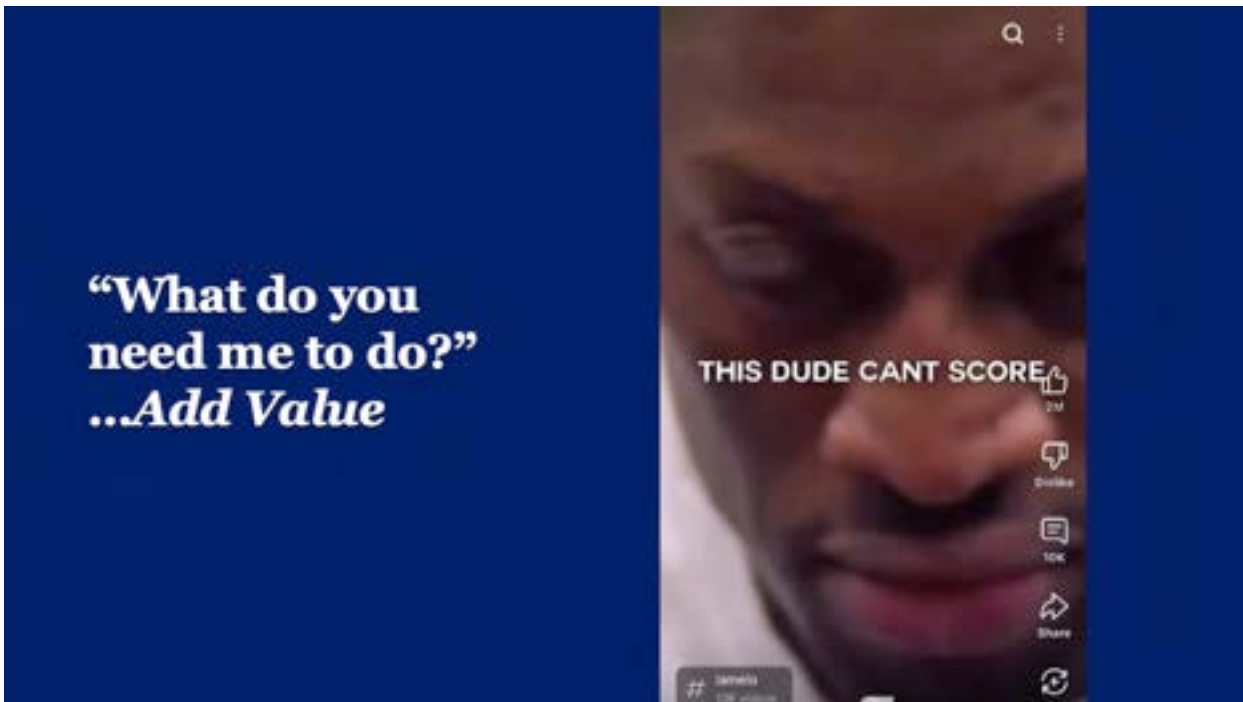 “What do you
need me to do?”
...Add Value
THIS DUDE CANT SCORE
2M
Dislike
10K
Share
#